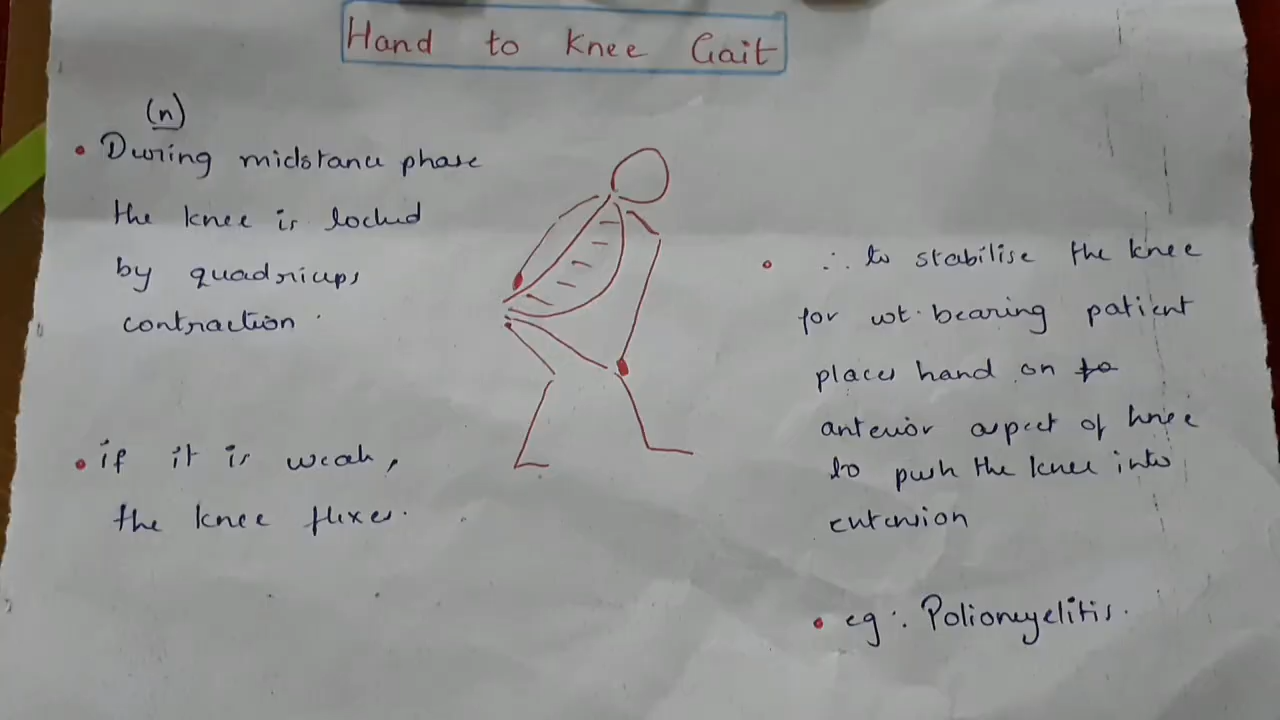 Hand to Knee Gait
(n)
• During midstance phase
the knee is locked
by quadriceps
contraction.
• if it is weak,
the knee flexes.
• ∴ to stabilise the knee
for wt. bearing patient
places hand on to
anterior aspect of knee
to push the knee into
extension
• eg: Poliomyelitis.